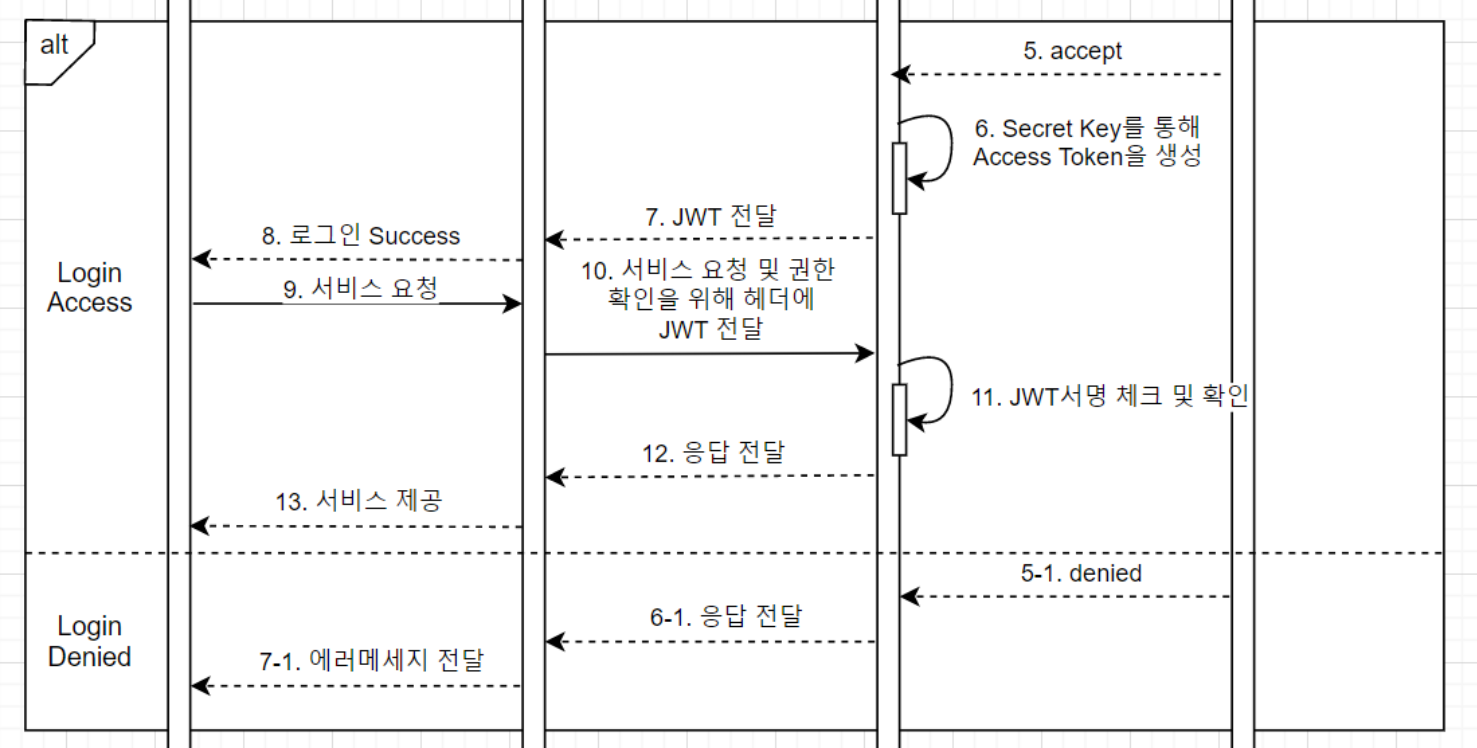 alt
5. accept
6. Secret Key를 통해
Access Token을 생성
7. JWT 전달
8. 로그인 Success
Login
Access
9. 서비스 요청
10. 서비스 요청 및 권한
확인을 위해 헤더에
JWT 전달
11. JWT서명 체크 및 확인
12. 응답 전달
13. 서비스 제공
5-1. denied
Login
Denied
6-1. 응답 전달
7-1. 에러메세지 전달